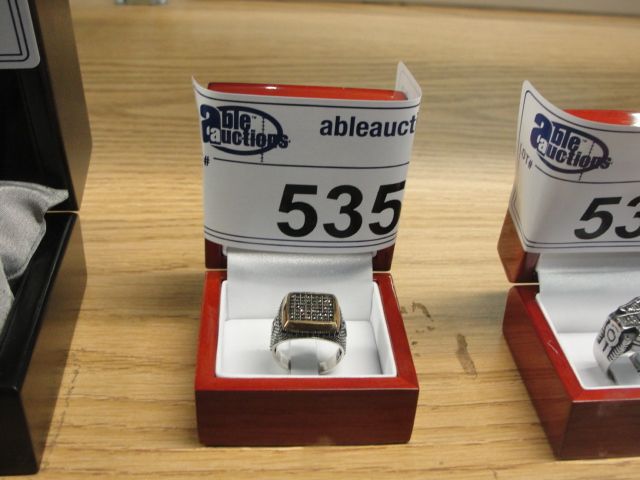 able
auctions
ableauct
#
535
able
auctions
LOT#
53